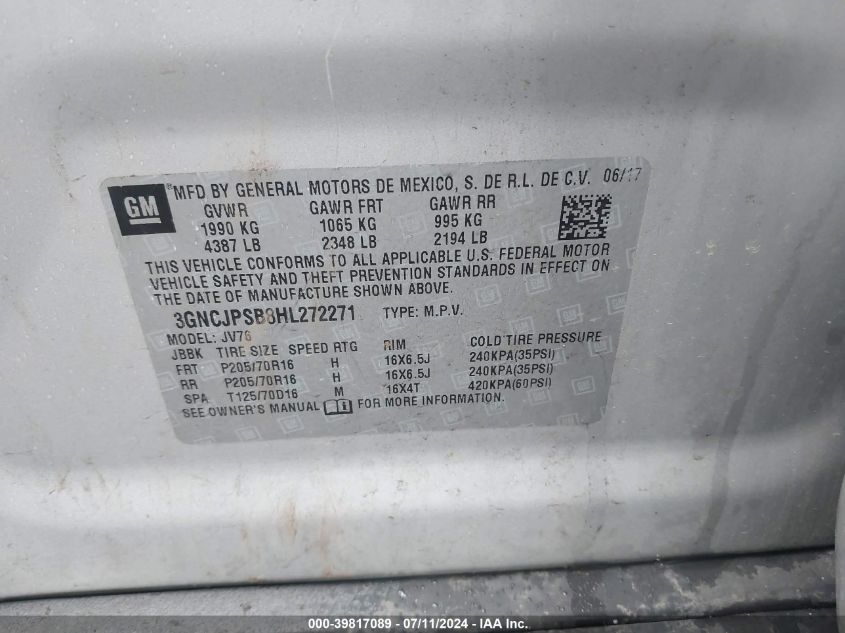 GM ® MFD BY GENERAL MOTORS DE MEXICO, S. DE R.L. DE C.V. 06/17
GVWR GAWR FRT GAWR RR
1990 KG 1065 KG 995 KG
4387 LB 2348 LB 2194 LB
THIS VEHICLE CONFORMS TO ALL APPLICABLE U.S. FEDERAL MOTOR
VEHICLE SAFETY AND THEFT PREVENTION STANDARDS IN EFFECT ON
THE DATE OF MANUFACTURE SHOWN ABOVE.
3GNCJPSB8HL272271 TYPE: M.P.V.
MODEL: JV76
JBBK TIRE SIZE SPEED RTG RIM COLD TIRE PRESSURE
FRT P205/70R16 H 16X6.5J 240KPA(35PSI)
RR P205/70R16 H 16X6.5J 240KPA(35PSI)
SPA T125/70D16 M 16X4T 420KPA(60PSI)
SEE OWNER'S MANUAL FOR MORE INFORMATION.
000-39817089 - 07/11/2024 - IAA Inc.